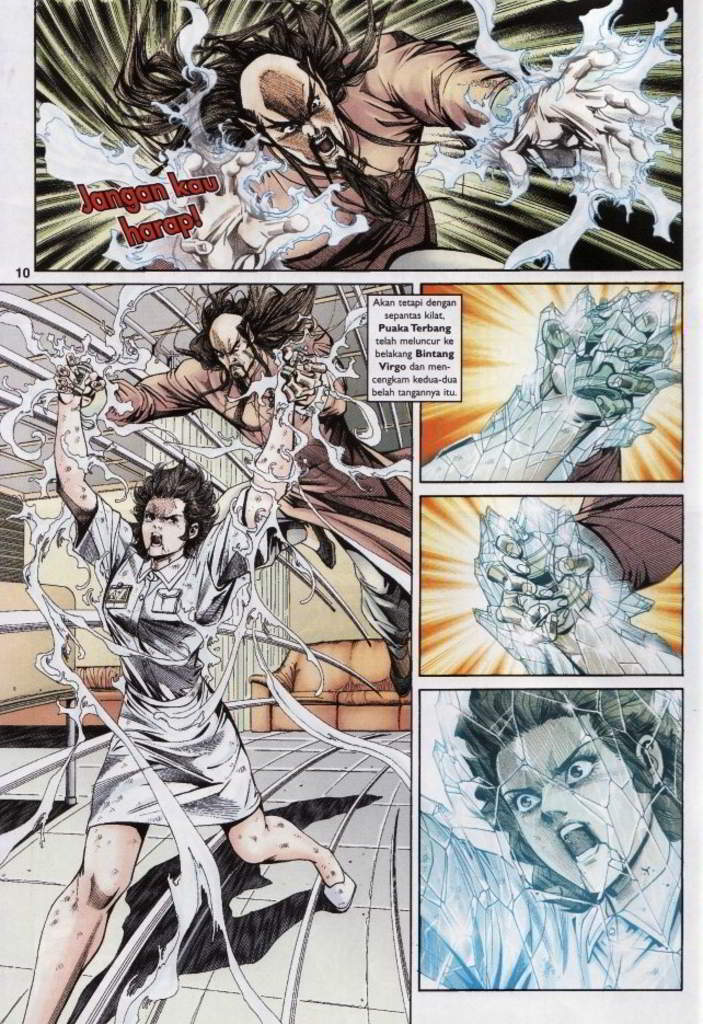 Jangan kau
harap!
10
Akan tetapi dengan
sepantas kilat,
Puaka Terbang
telah meluncur ke
belakang Bintang
Virgo dan men-
cengkam kedua-dua
belah tangannya itu.